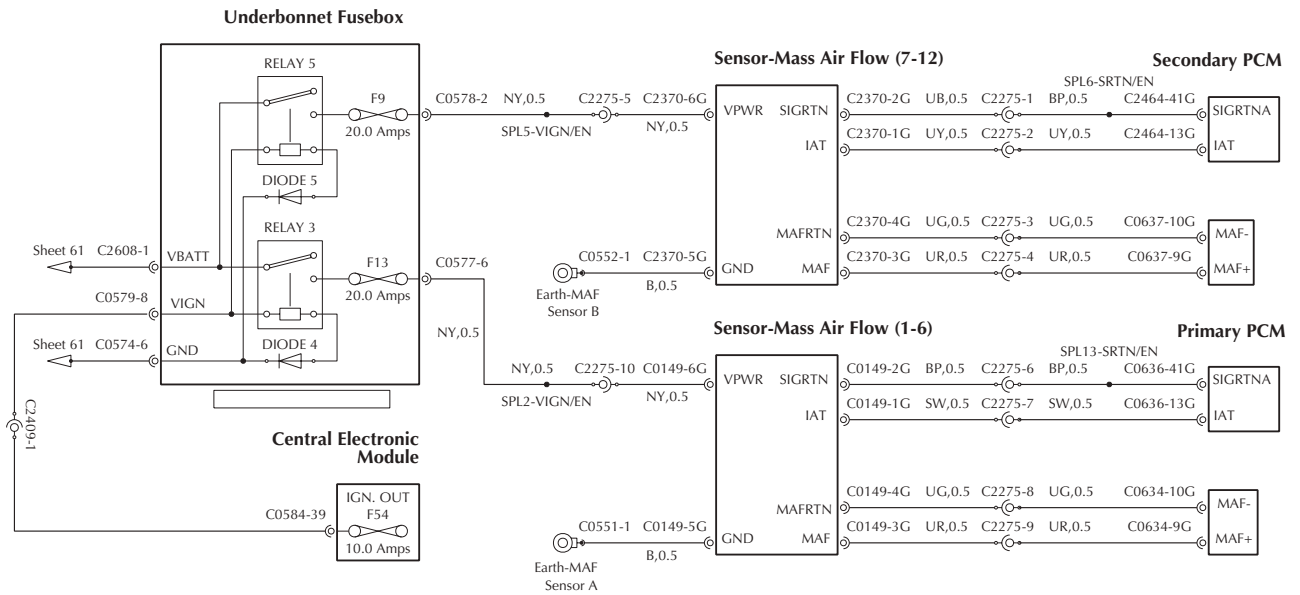 Underbonnet Fusebox
RELAY 5
F9
20.0 Amps
DIODE 5
RELAY 3
F13
20.0 Amps
DIODE 4
VBATT
VIGN
GND
Sheet 61
C2608-1
C0579-8
Sheet 61
C0574-6
C2409-1
Central Electronic
Module
IGN. OUT
F54
10.0 Amps
C0584-39
C0578-2
NY,0.5
SPL5-VIGN/EN
C2275-5
C2370-6G
NY,0.5
C0577-6
NY,0.5
NY,0.5
SPL2-VIGN/EN
C2275-10
C0149-6G
NY,0.5
Sensor-Mass Air Flow (7-12)
VPWR
SIGRTN
IAT
MAFRTN
GND
MAF
C0552-1
C2370-5G
B,0.5
Earth-MAF
Sensor B
Secondary PCM
SPL6-SRTN/EN
C2370-2G UB,0.5 C2275-1 BP,0.5 C2464-41G
SIGRTNA
C2370-1G UY,0.5 C2275-2 UY,0.5 C2464-13G
IAT
C2370-4G UG,0.5 C2275-3 UG,0.5 C0637-10G
MAF-
C2370-3G UR,0.5 C2275-4 UR,0.5 C0637-9G
MAF+
Sensor-Mass Air Flow (1-6)
VPWR
SIGRTN
IAT
MAFRTN
GND
MAF
C0551-1
C0149-5G
B,0.5
Earth-MAF
Sensor A
Primary PCM
SPL13-SRTN/EN
C0149-2G BP,0.5 C2275-6 BP,0.5 C0636-41G
SIGRTNA
C0149-1G SW,0.5 C2275-7 SW,0.5 C0636-13G
IAT
C0149-4G UG,0.5 C2275-8 UG,0.5 C0634-10G
MAF-
C0149-3G UR,0.5 C2275-9 UR,0.5 C0634-9G
MAF+